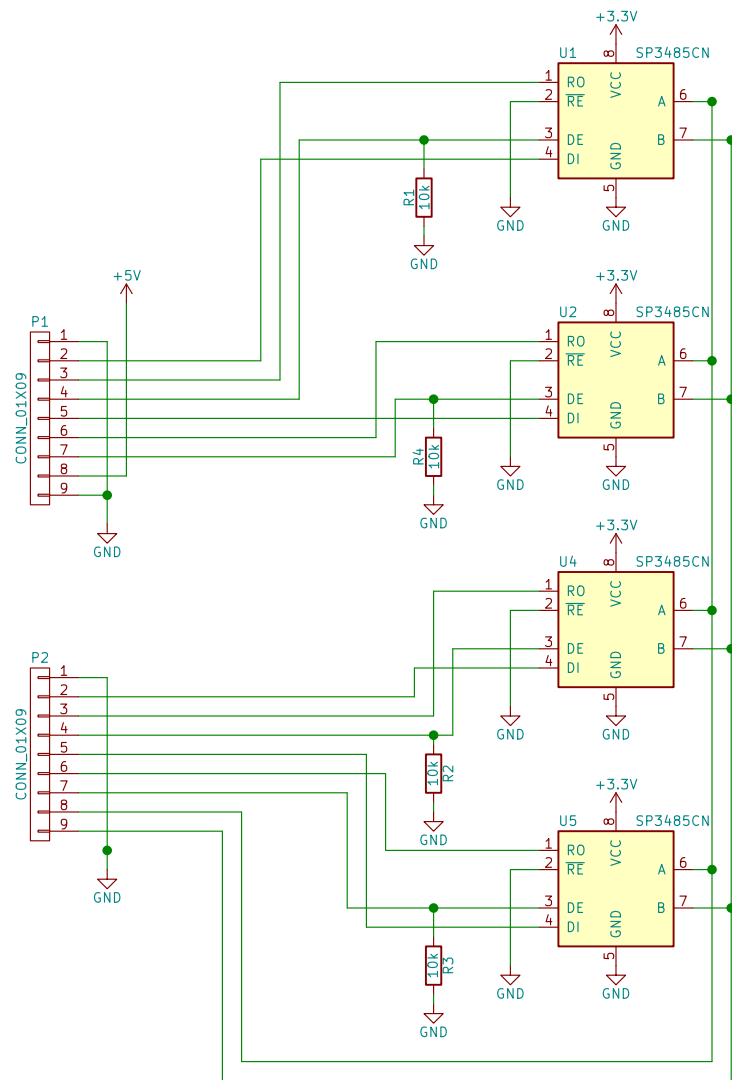 +3.3V
U1 SP3485CN
8
VCC
1 RO
2 RE
A 6
3 DE
B 7
4 DI
GND
5
R1
10k
GND
GND
GND
+5V
+3.3V
U2 SP3485CN
8
VCC
P1
CONN_01X09
1
2
3
4
5
6
7
8
9
GND
1 RO
2 RE
A 6
3 DE
B 7
4 DI
GND
5
R4
10k
GND
GND
GND
+3.3V
U4 SP3485CN
8
VCC
1 RO
2 RE
A 6
3 DE
B 7
4 DI
GND
5
GND
GND
P2
CONN_01X09
1
2
3
4
5
6
7
8
9
GND
10k
R2
GND
+3.3V
U5 SP3485CN
8
VCC
1 RO
2 RE
A 6
3 DE
B 7
4 DI
GND
5
10k
R3
GND
GND
GND